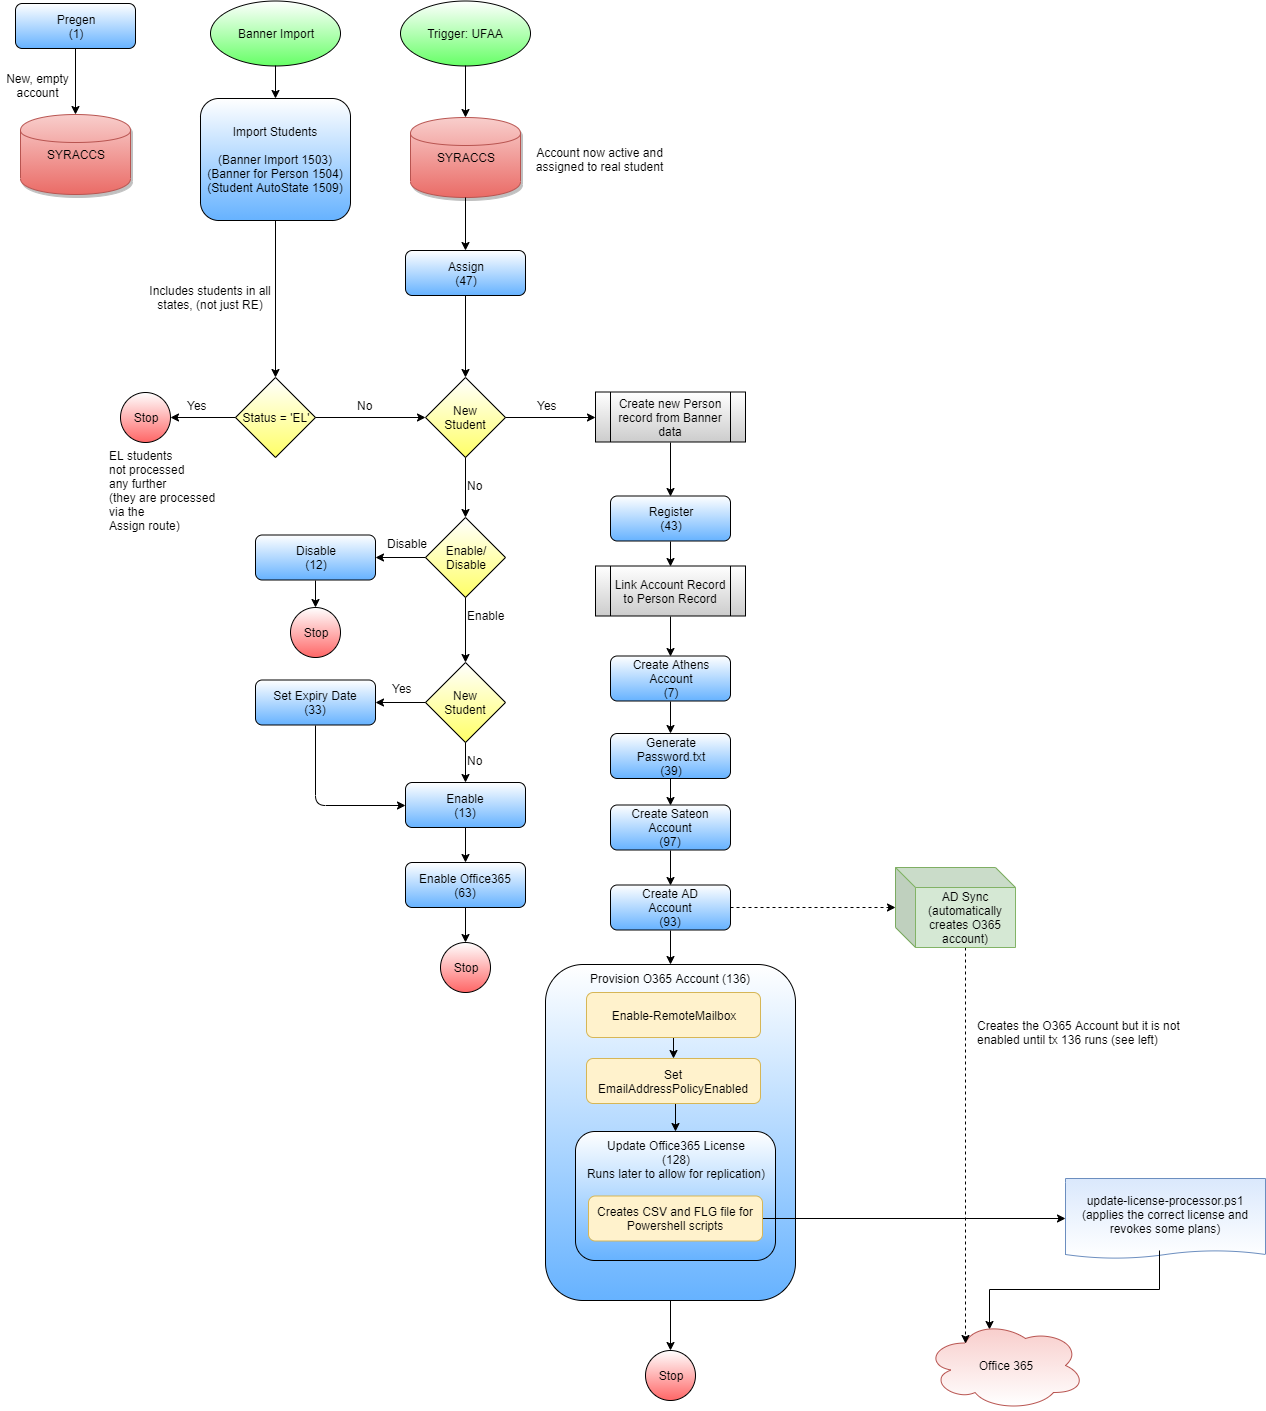 Pregen
(1)
Banner Import
Trigger: UFAA
New, empty
account
SYRACCS
Import Students
(Banner Import 1503)
(Banner for Person 1504)
(Student AutoState 1509)
SYRACCS
Account now active and
assigned to real student
Assign
(47)
Includes students in all
states, (not just RE)
Stop
Yes
Status = 'EL'
No
New
Student
Yes
Create new Person
record from Banner
data
EL students
not processed
any further
(they are processed
via the
Assign route)
No
Register
(43)
Disable
(12)
Disable
Enable/
Disable
Link Account Record
to Person Record
Stop
Enable
Create Athens
Account
(7)
Set Expiry Date
(33)
Yes
New
Student
Generate
Password.txt
(39)
No
Enable
(13)
Create Sateon
Account
(97)
Enable Office365
(63)
Create AD
Account
(93)
AD Sync
(automatically
creates O365
account)
Stop
Provision O365 Account (136)
Enable-RemoteMailbox
Creates the O365 Account but it is not
enabled until tx 136 runs (see left)
Set
EmailAddressPolicyEnabled
Update Office365 License
(128)
Runs later to allow for replication)
Creates CSV and FLG file for
Powershell scripts
update-license-processor.ps1
(applies the correct license and
revokes some plans)
Office 365
Stop